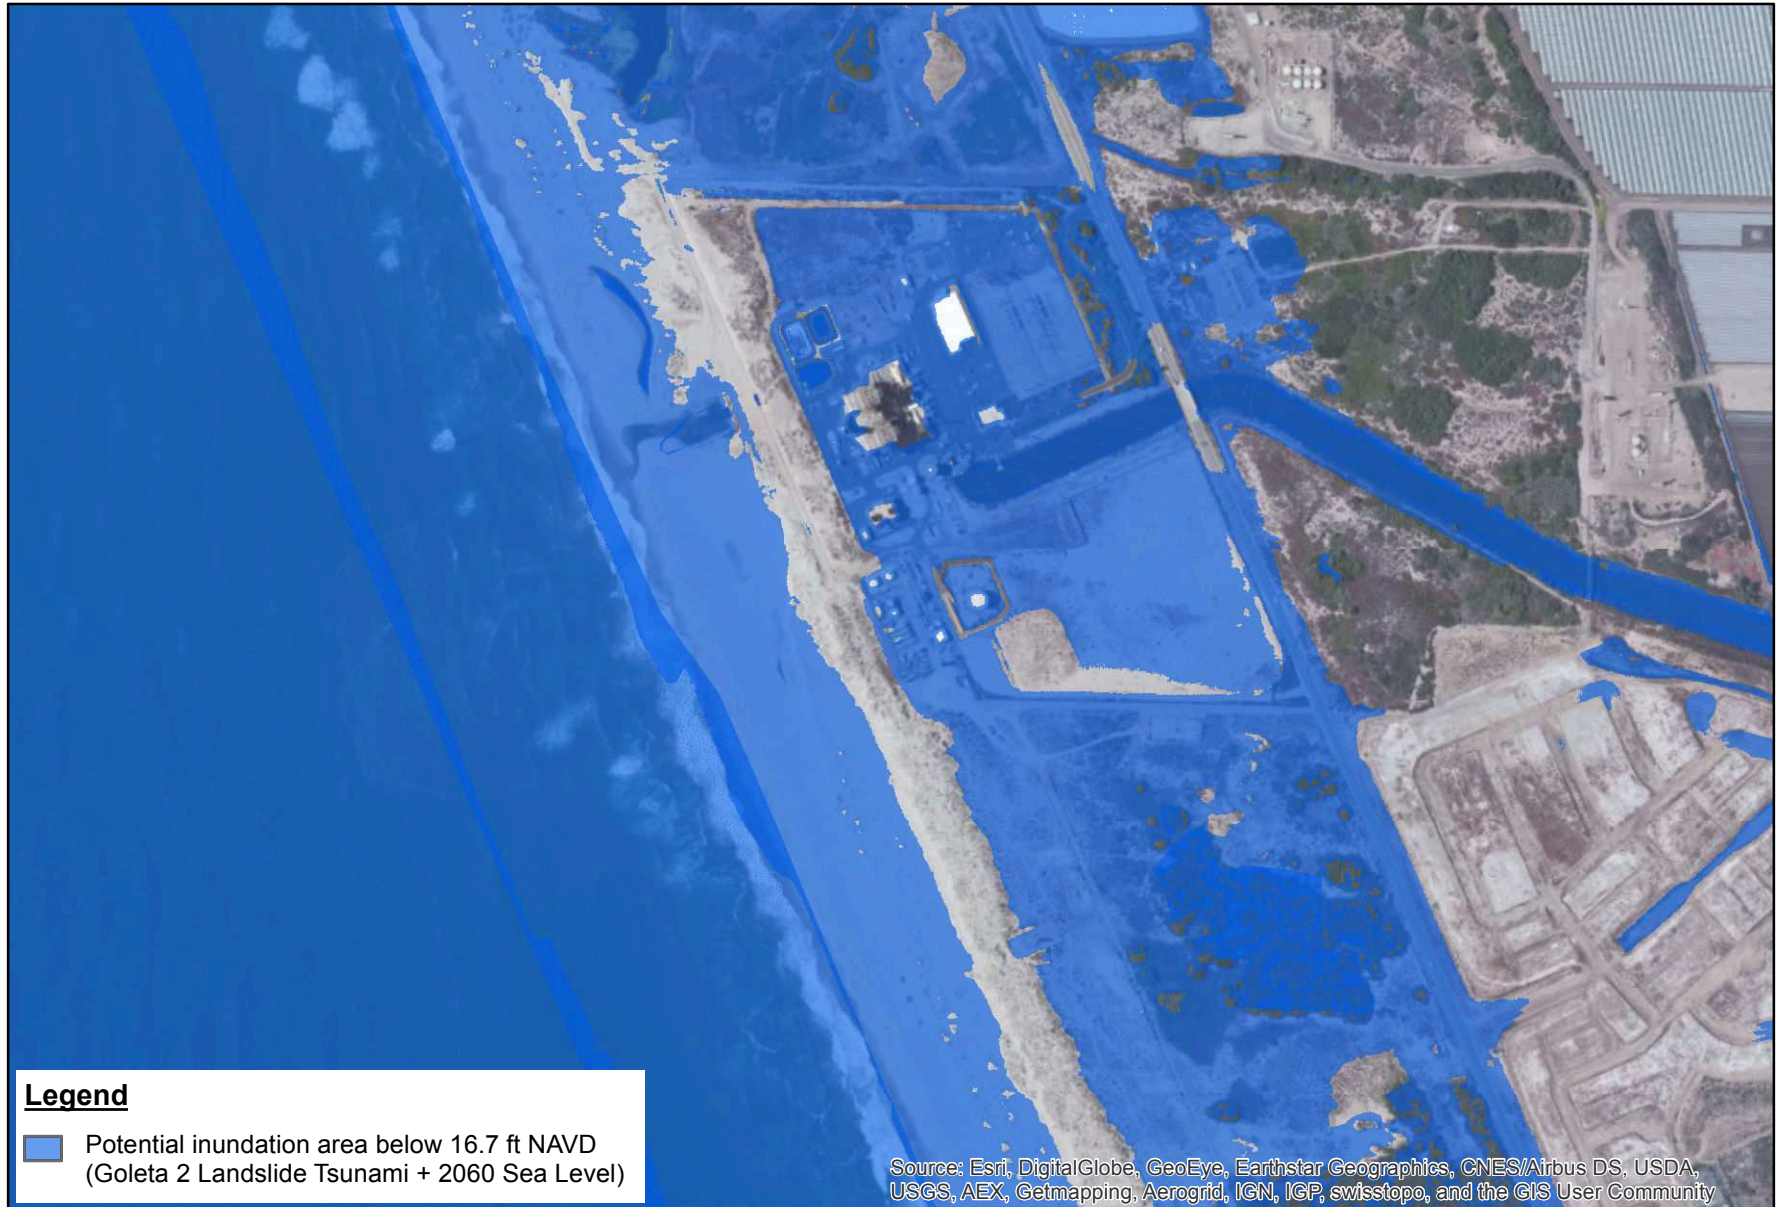 Legend
Potential inundation area below 16.7 ft NAVD
(Goleta 2 Landslide Tsunami + 2060 Sea Level)
Source: Esri, DigitalGlobe, GeoEye, Earthstar Geographics, CNES/Airbus DS, USDA,
USGS, AEX, Getmapping, Aerogrid, IGN, IGP, swisstopo, and the GIS User Community